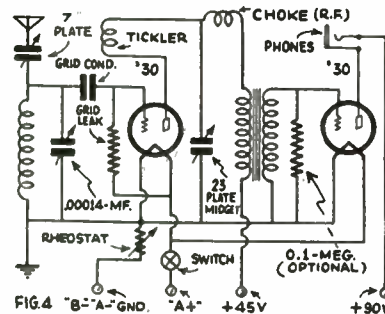 7
PLATE
GRID COND.
TICKLER
'30
CHOKE (R.F.)
PHONES
'30
GRID
LEAK
.00014-MF.
23
PLATE
MIDGET
RHEOSTAT
SWITCH
0.1-MEG.
(OPTIONAL)
FIG.4 "B-" "A-" GND. "A+" +45V +90V